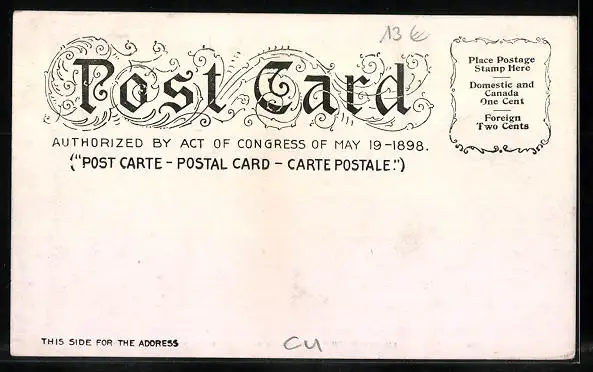 13 €
Post Card
AUTHORIZED BY ACT OF CONGRESS OF MAY 19-1898.
("POST CARTE - POSTAL CARD - CARTE POSTALE.")
Place Postage
Stamp Here
Domestic and
Canada
One Cent
Foreign
Two Cents
THIS SIDE FOR THE ADDRESS
CU